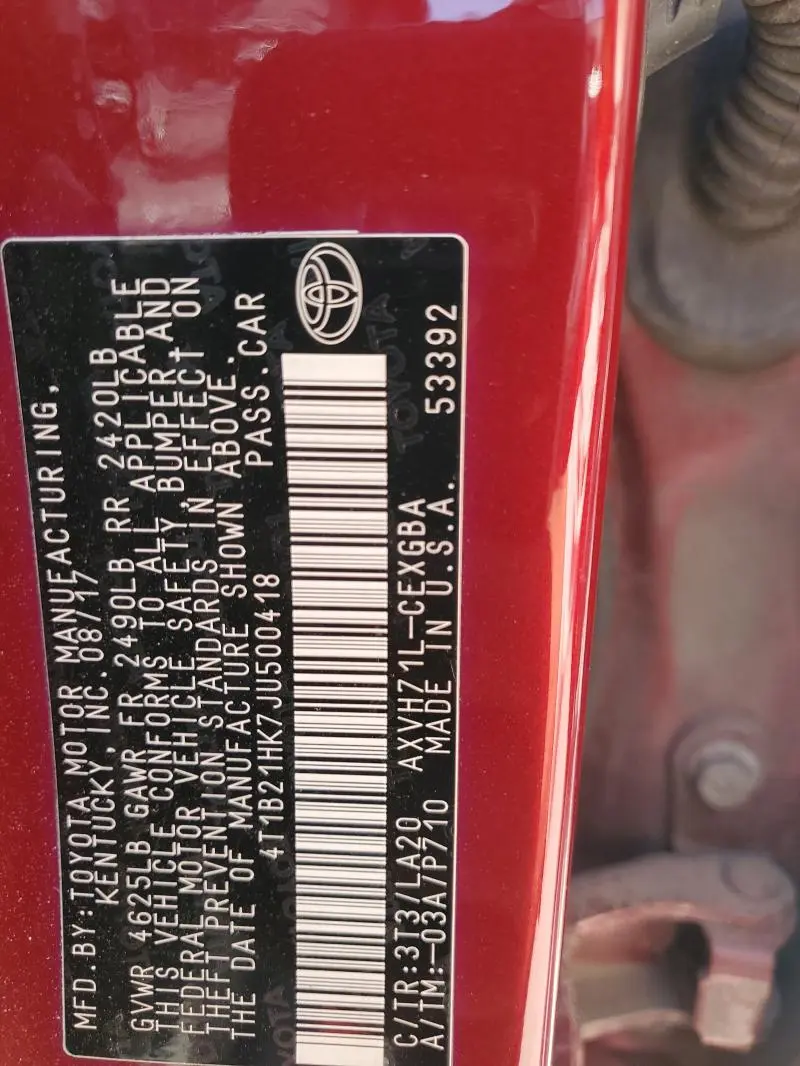 MFD.BY:TOYOTA MOTOR MANUFACTURING,
KENTUCKY, INC. 08/17
GVWR 4625LB GAWR FR 2490LB RR 2420LB
THIS VEHICLE CONFORMS TO ALL APPLICABLE
FEDERAL MOTOR VEHICLE SAFETY, BUMPER, AND
THEFT PREVENTION STANDARDS IN EFFECT ON
THE DATE OF MANUFACTURE SHOWN ABOVE.
4T1B21HK7JU500418 PASS.CAR
C/TR:3T3/LA20 AXVH71L-CEXGBA 53392
A/TM:-03A/P710 MADE IN U.S.A.